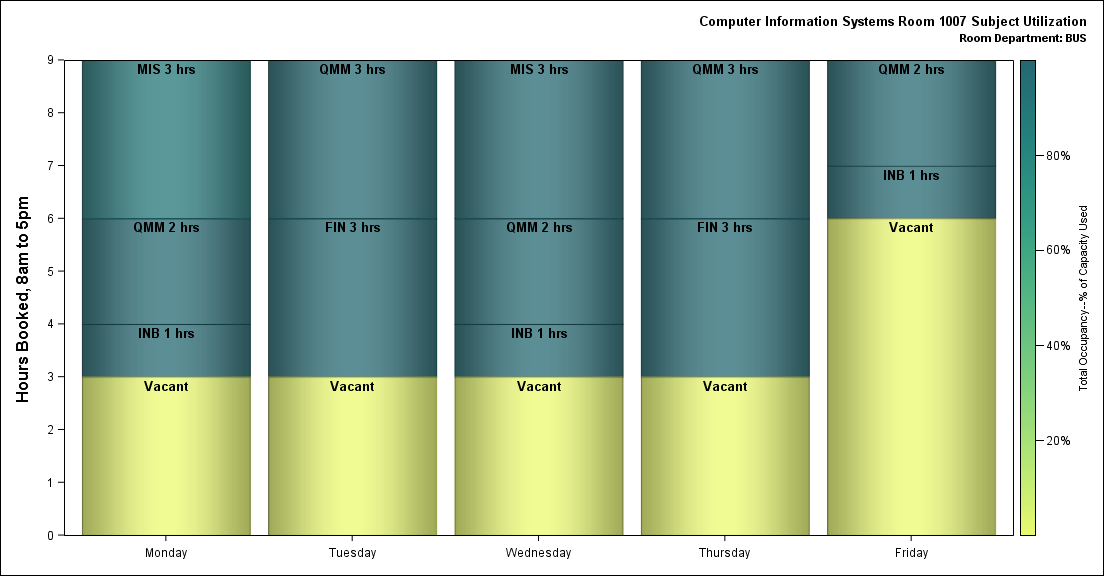 Computer Information Systems Room 1007 Subject Utilization
Room Department: BUS
Hours Booked, 8am to 5pm
9
8
7
6
5
4
3
2
1
0
MIS 3 hrs
QMM 2 hrs
INB 1 hrs
Vacant
QMM 3 hrs
FIN 3 hrs
Vacant
MIS 3 hrs
QMM 2 hrs
INB 1 hrs
Vacant
QMM 3 hrs
FIN 3 hrs
Vacant
QMM 2 hrs
INB 1 hrs
Vacant
Monday
Tuesday
Wednesday
Thursday
Friday
80%
60%
40%
20%
Total Occupancy--% of Capacity Used